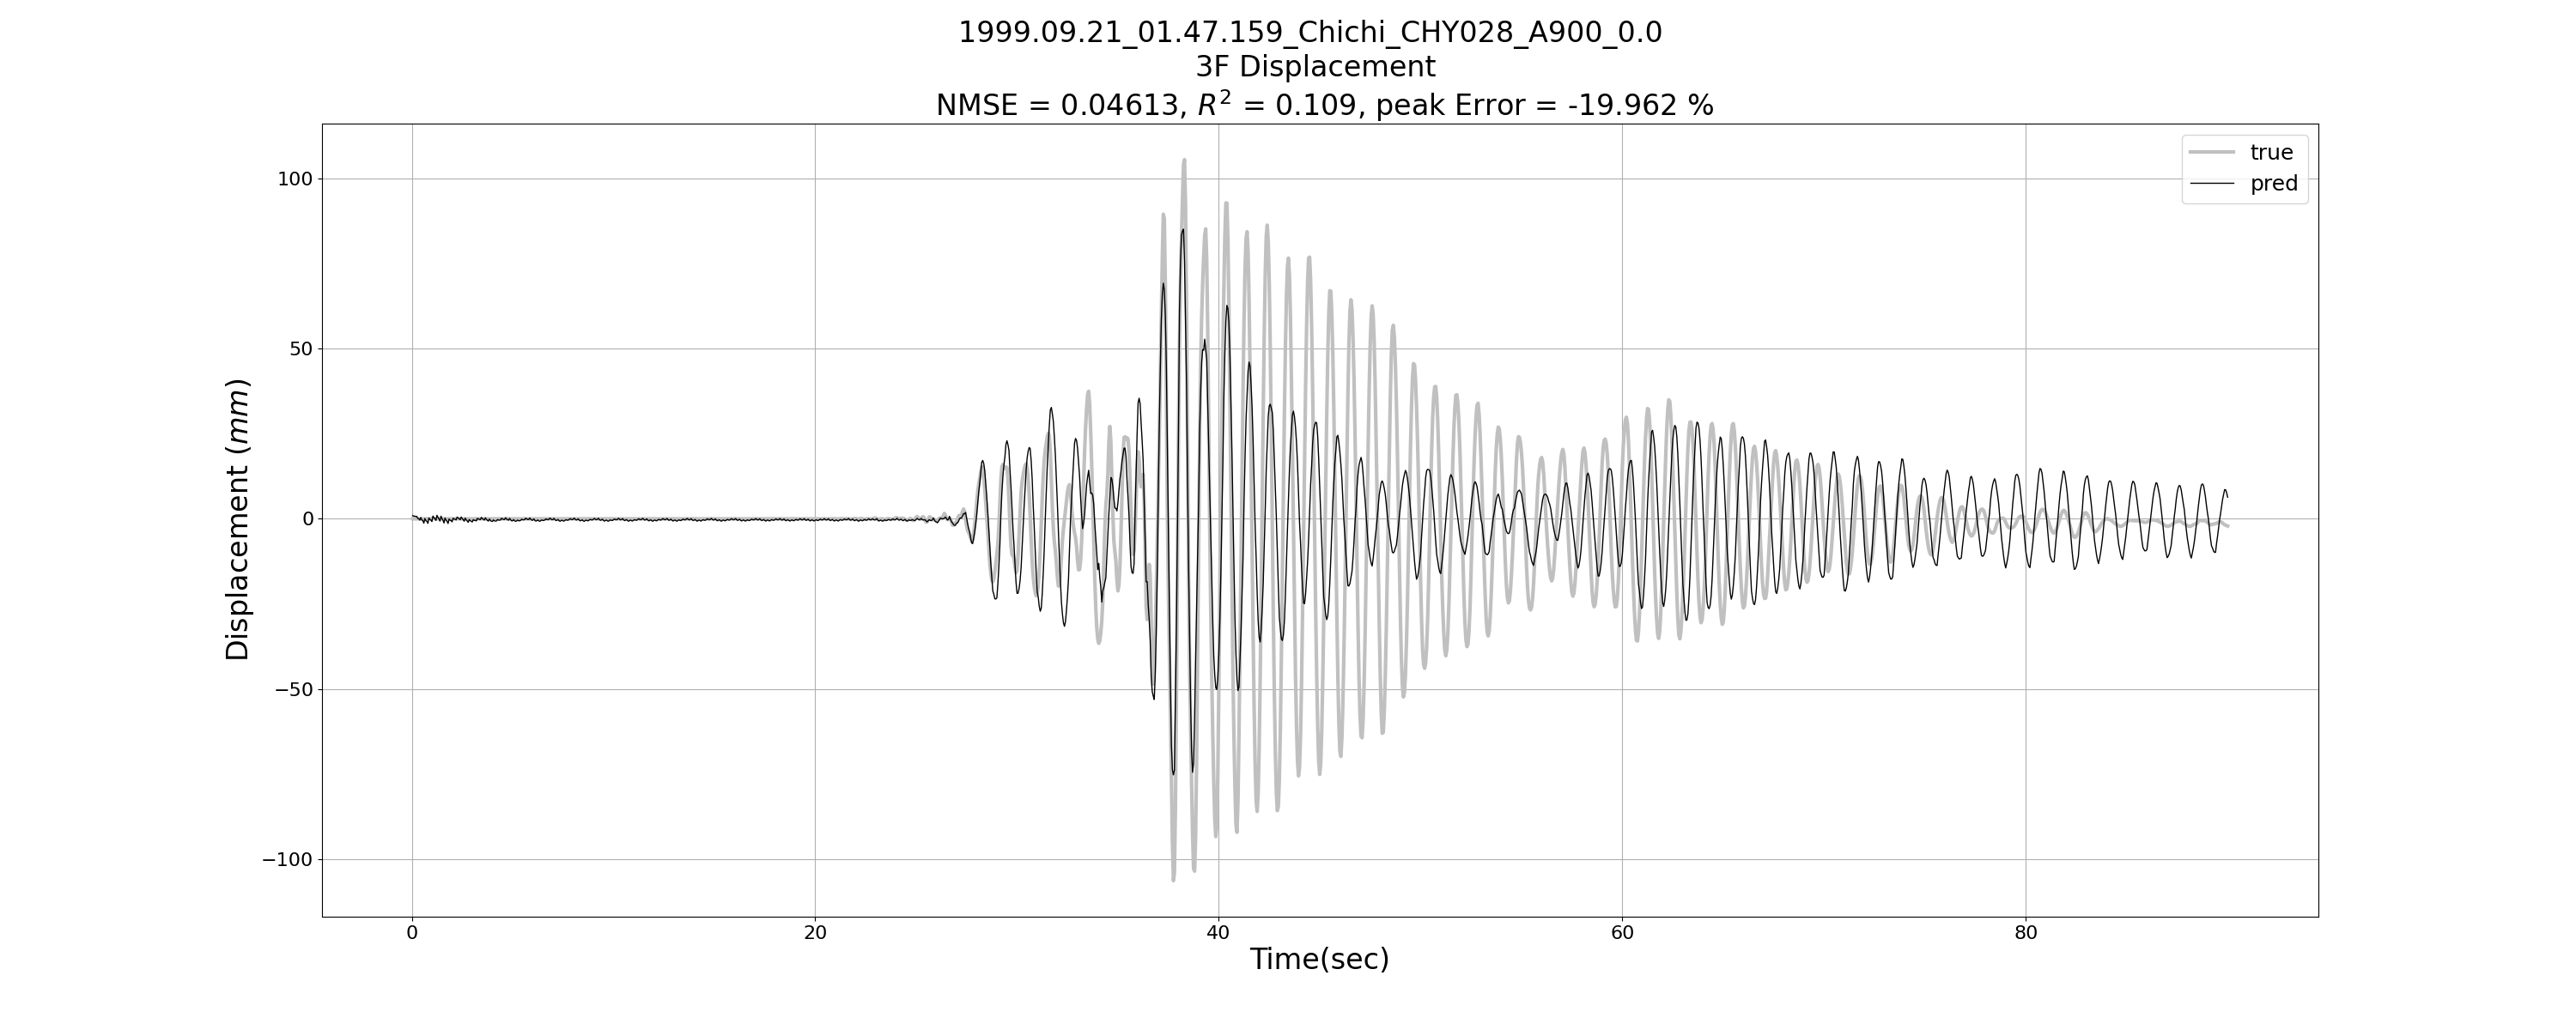 1999.09.21_01.47.159_Chichi_CHY028_A900_0.0
3F Displacement
NMSE = 0.04613, R² = 0.109, peak Error = -19.962 %
true
pred
100
50
0
−50
−100
Displacement (mm)
0 20 40 60 80
Time(sec)